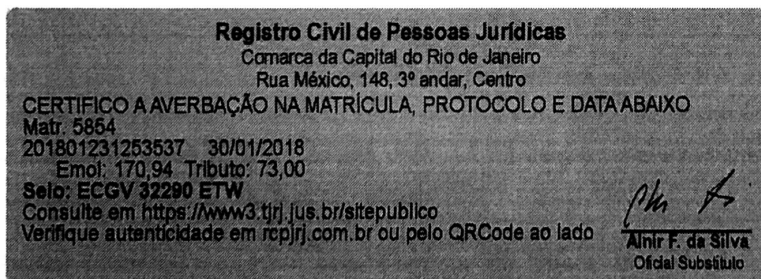 Registro Civil de Pessoas Jurídicas
Comarca da Capital do Rio de Janeiro
Rua México, 148, 3º andar, Centro
CERTIFICO A AVERBAÇÃO NA MATRÍCULA, PROTOCOLO E DATA ABAIXO
Matr. 5854
201801231253537 30/01/2018
Emol: 170,94 Tributo: 73,00
Selo: ECGV 32290 ETW
Consulte em https://www3.tjrj.jus.br/sitepublico
Verifique autenticidade em rcpjrj.com.br ou pelo QRCode ao lado
Alnir F. da Silva
Oficial Substituto